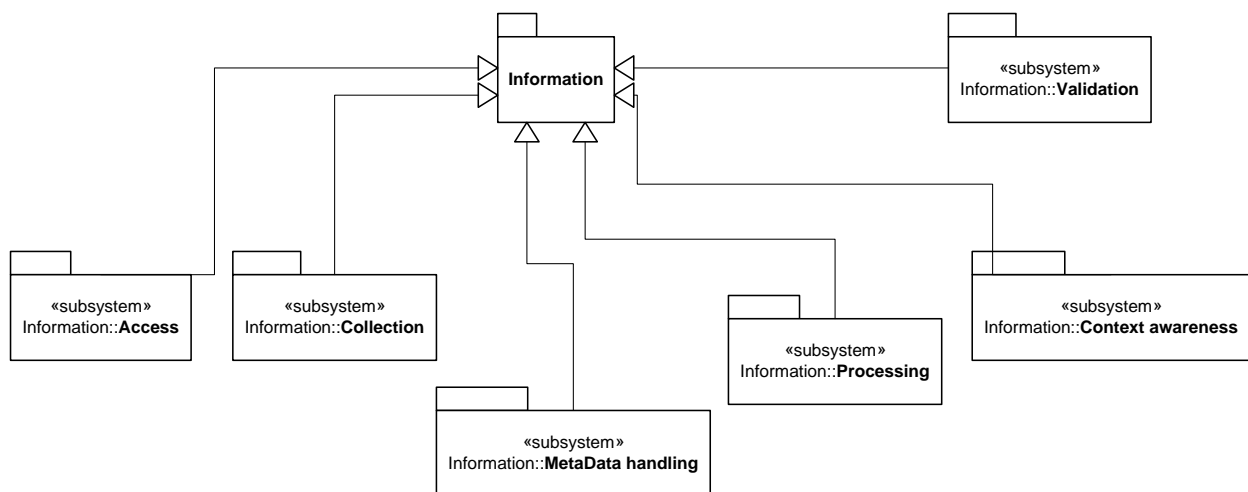 Information
«subsystem»
Information::Validation
«subsystem»
Information::Access
«subsystem»
Information::Collection
«subsystem»
Information::Context awareness
«subsystem»
Information::Processing
«subsystem»
Information::MetaData handling